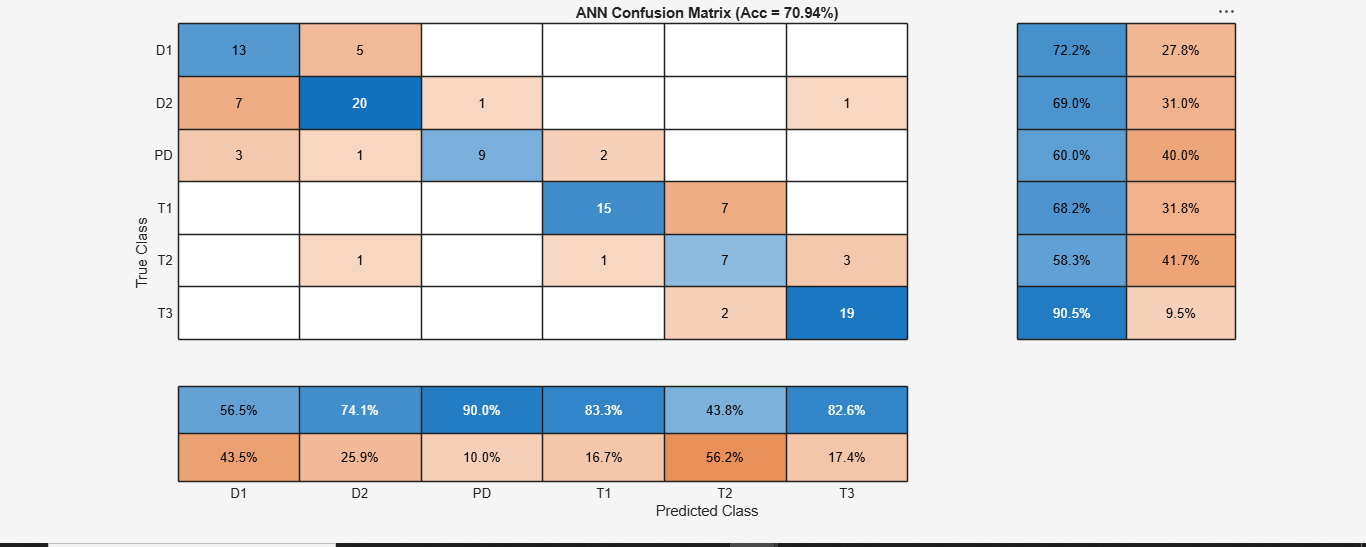 ANN Confusion Matrix (Acc = 70.94%)
D1 13 5 72.2% 27.8%
D2 7 20 1 1 69.0% 31.0%
PD 3 1 9 2 60.0% 40.0%
T1 15 7 68.2% 31.8%
T2 1 1 7 3 58.3% 41.7%
T3 2 19 90.5% 9.5%
True Class
56.5% 74.1% 90.0% 83.3% 43.8% 82.6%
43.5% 25.9% 10.0% 16.7% 56.2% 17.4%
D1 D2 PD T1 T2 T3
Predicted Class